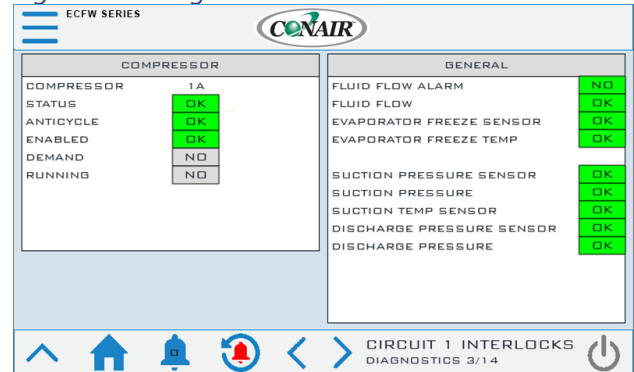 ECFW SERIES
CONAIR
COMPRESSOR
COMPRESSOR 1A
STATUS OK
ANTICYCLE OK
ENABLED OK
DEMAND NO
RUNNING NO
GENERAL
FLUID FLOW ALARM NO
FLUID FLOW OK
EVAPORATOR FREEZE SENSOR OK
EVAPORATOR FREEZE TEMP OK
SUCTION PRESSURE SENSOR OK
SUCTION PRESSURE OK
SUCTION TEMP SENSOR OK
DISCHARGE PRESSURE SENSOR OK
DISCHARGE PRESSURE OK
0
CIRCUIT 1 INTERLOCKS
DIAGNOSTICS 3/14